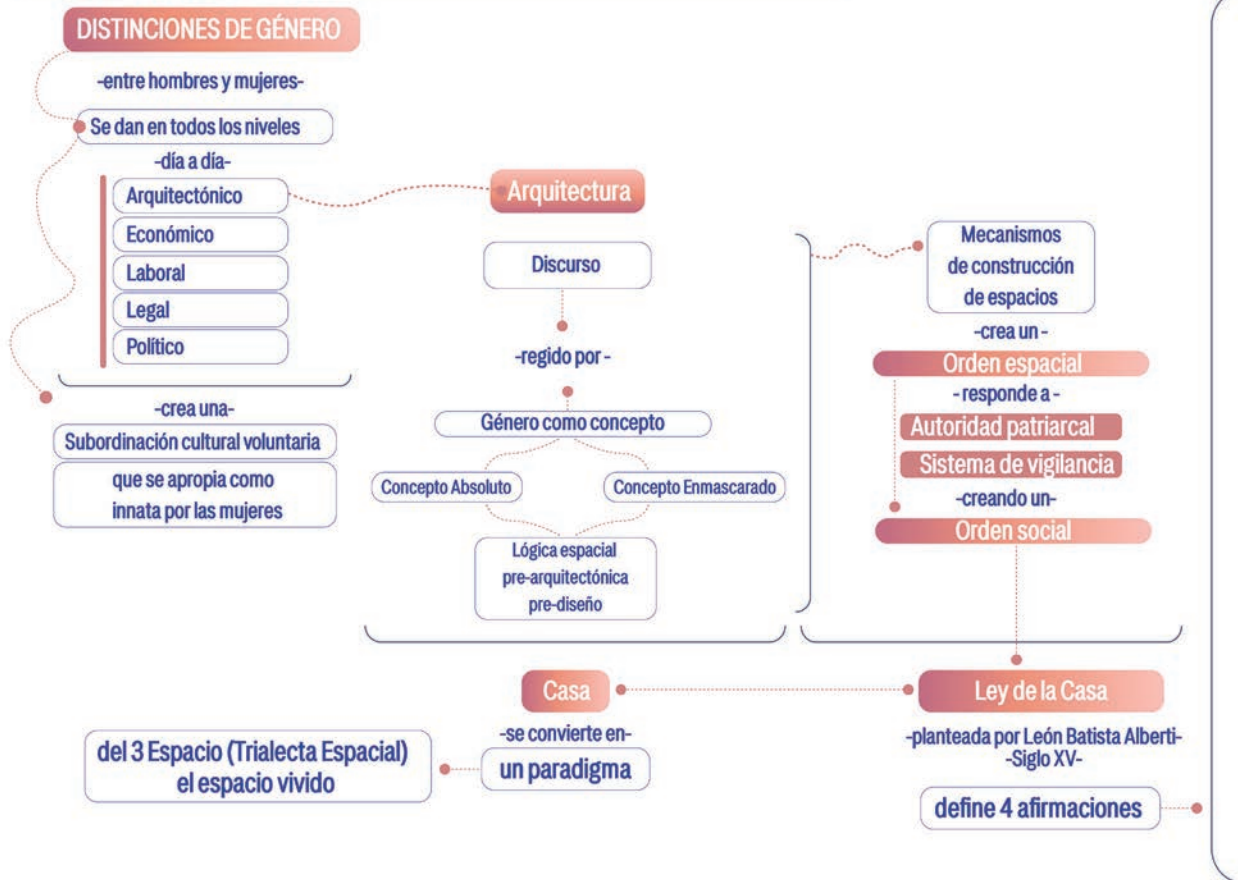 DISTINCIONES DE GÉNERO
-entre hombres y mujeres-
Se dan en todos los niveles
-día a día-
Arquitectónico
Económico
Laboral
Legal
Político
-crea una-
Subordinación cultural voluntaria
que se apropia como
innata por las mujeres
Arquitectura
Discurso
-regido por -
Género como concepto
Concepto Absoluto
Concepto Enmascarado
Lógica espacial
pre-arquitectónica
pre-diseño
Mecanismos
de construcción
de espacios
-crea un -
Orden espacial
- responde a -
Autoridad patriarcal
Sistema de vigilancia
-creando un-
Orden social
Casa
-se convierte en-
un paradigma
del 3 Espacio (Trialecta Espacial)
el espacio vivido
Ley de la Casa
-planteada por León Batista Alberti-
-Siglo XV-
define 4 afirmaciones